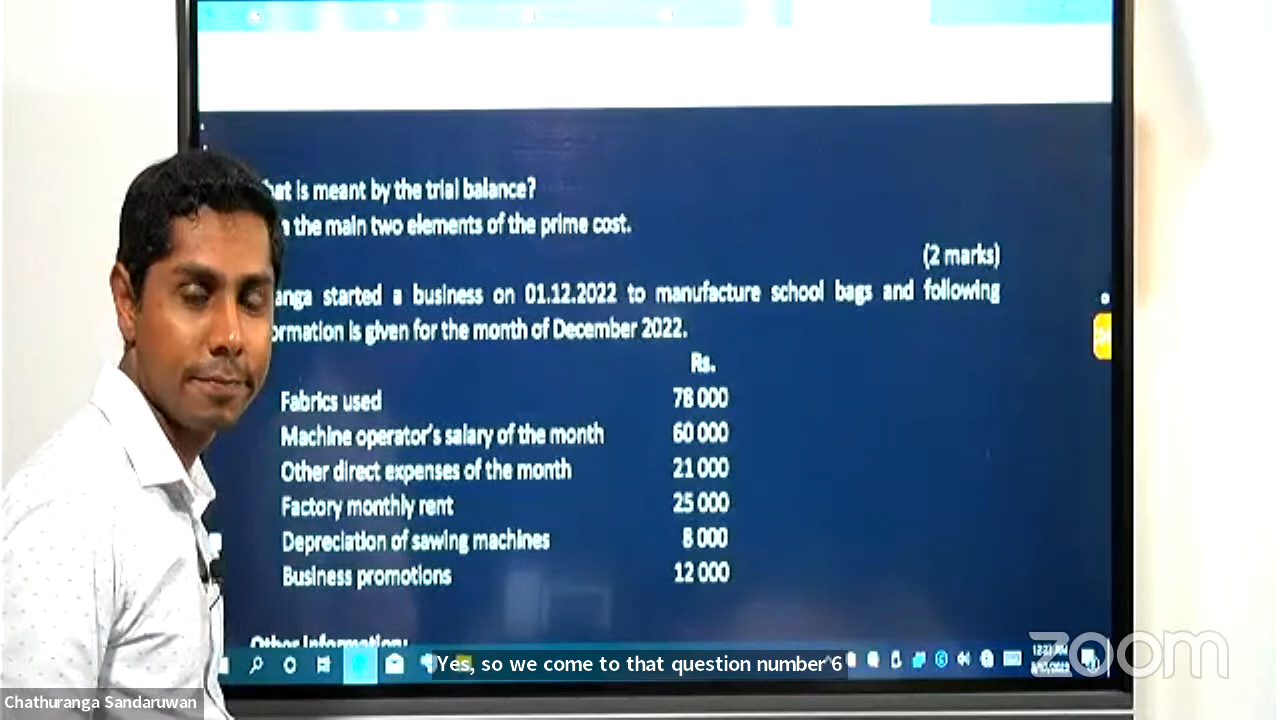 hat is meant by the trial balance?
the main two elements of the prime cost.
(2 marks)
anga started a business on 01.12.2022 to manufacture school bags and following
ormation is given for the month of December 2022.
Rs.
Fabrics used 78 000
Machine operator's salary of the month 60 000
Other direct expenses of the month 21 000
Factory monthly rent 25 000
Depreciation of sawing machines 8 000
Business promotions 12 000
Other Information:
Yes, so we come to that question number 6
zoom
Chathuranga Sandaruwan